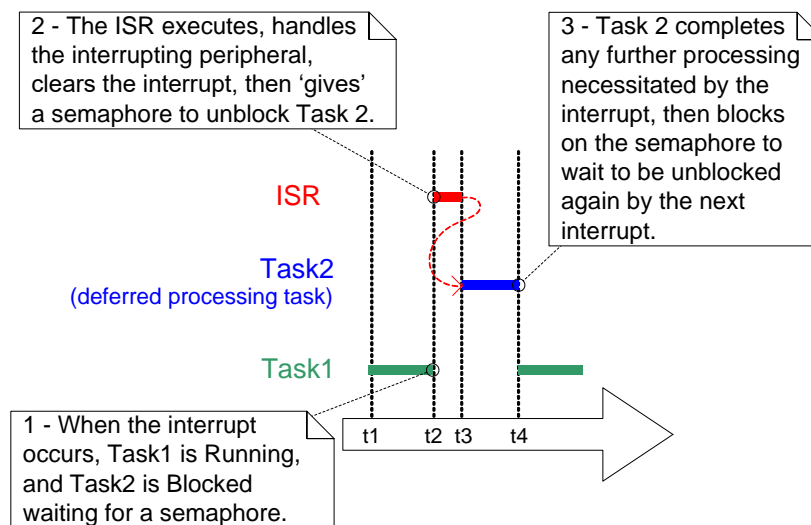 2 - The ISR executes, handles
the interrupting peripheral,
clears the interrupt, then ‘gives’
a semaphore to unblock Task 2.
3 - Task 2 completes
any further processing
necessitated by the
interrupt, then blocks
on the semaphore to
wait to be unblocked
again by the next
interrupt.
ISR
Task2
(deferred processing task)
Task1
1 - When the interrupt
occurs, Task1 is Running,
and Task2 is Blocked
waiting for a semaphore.
t1 t2 t3 t4